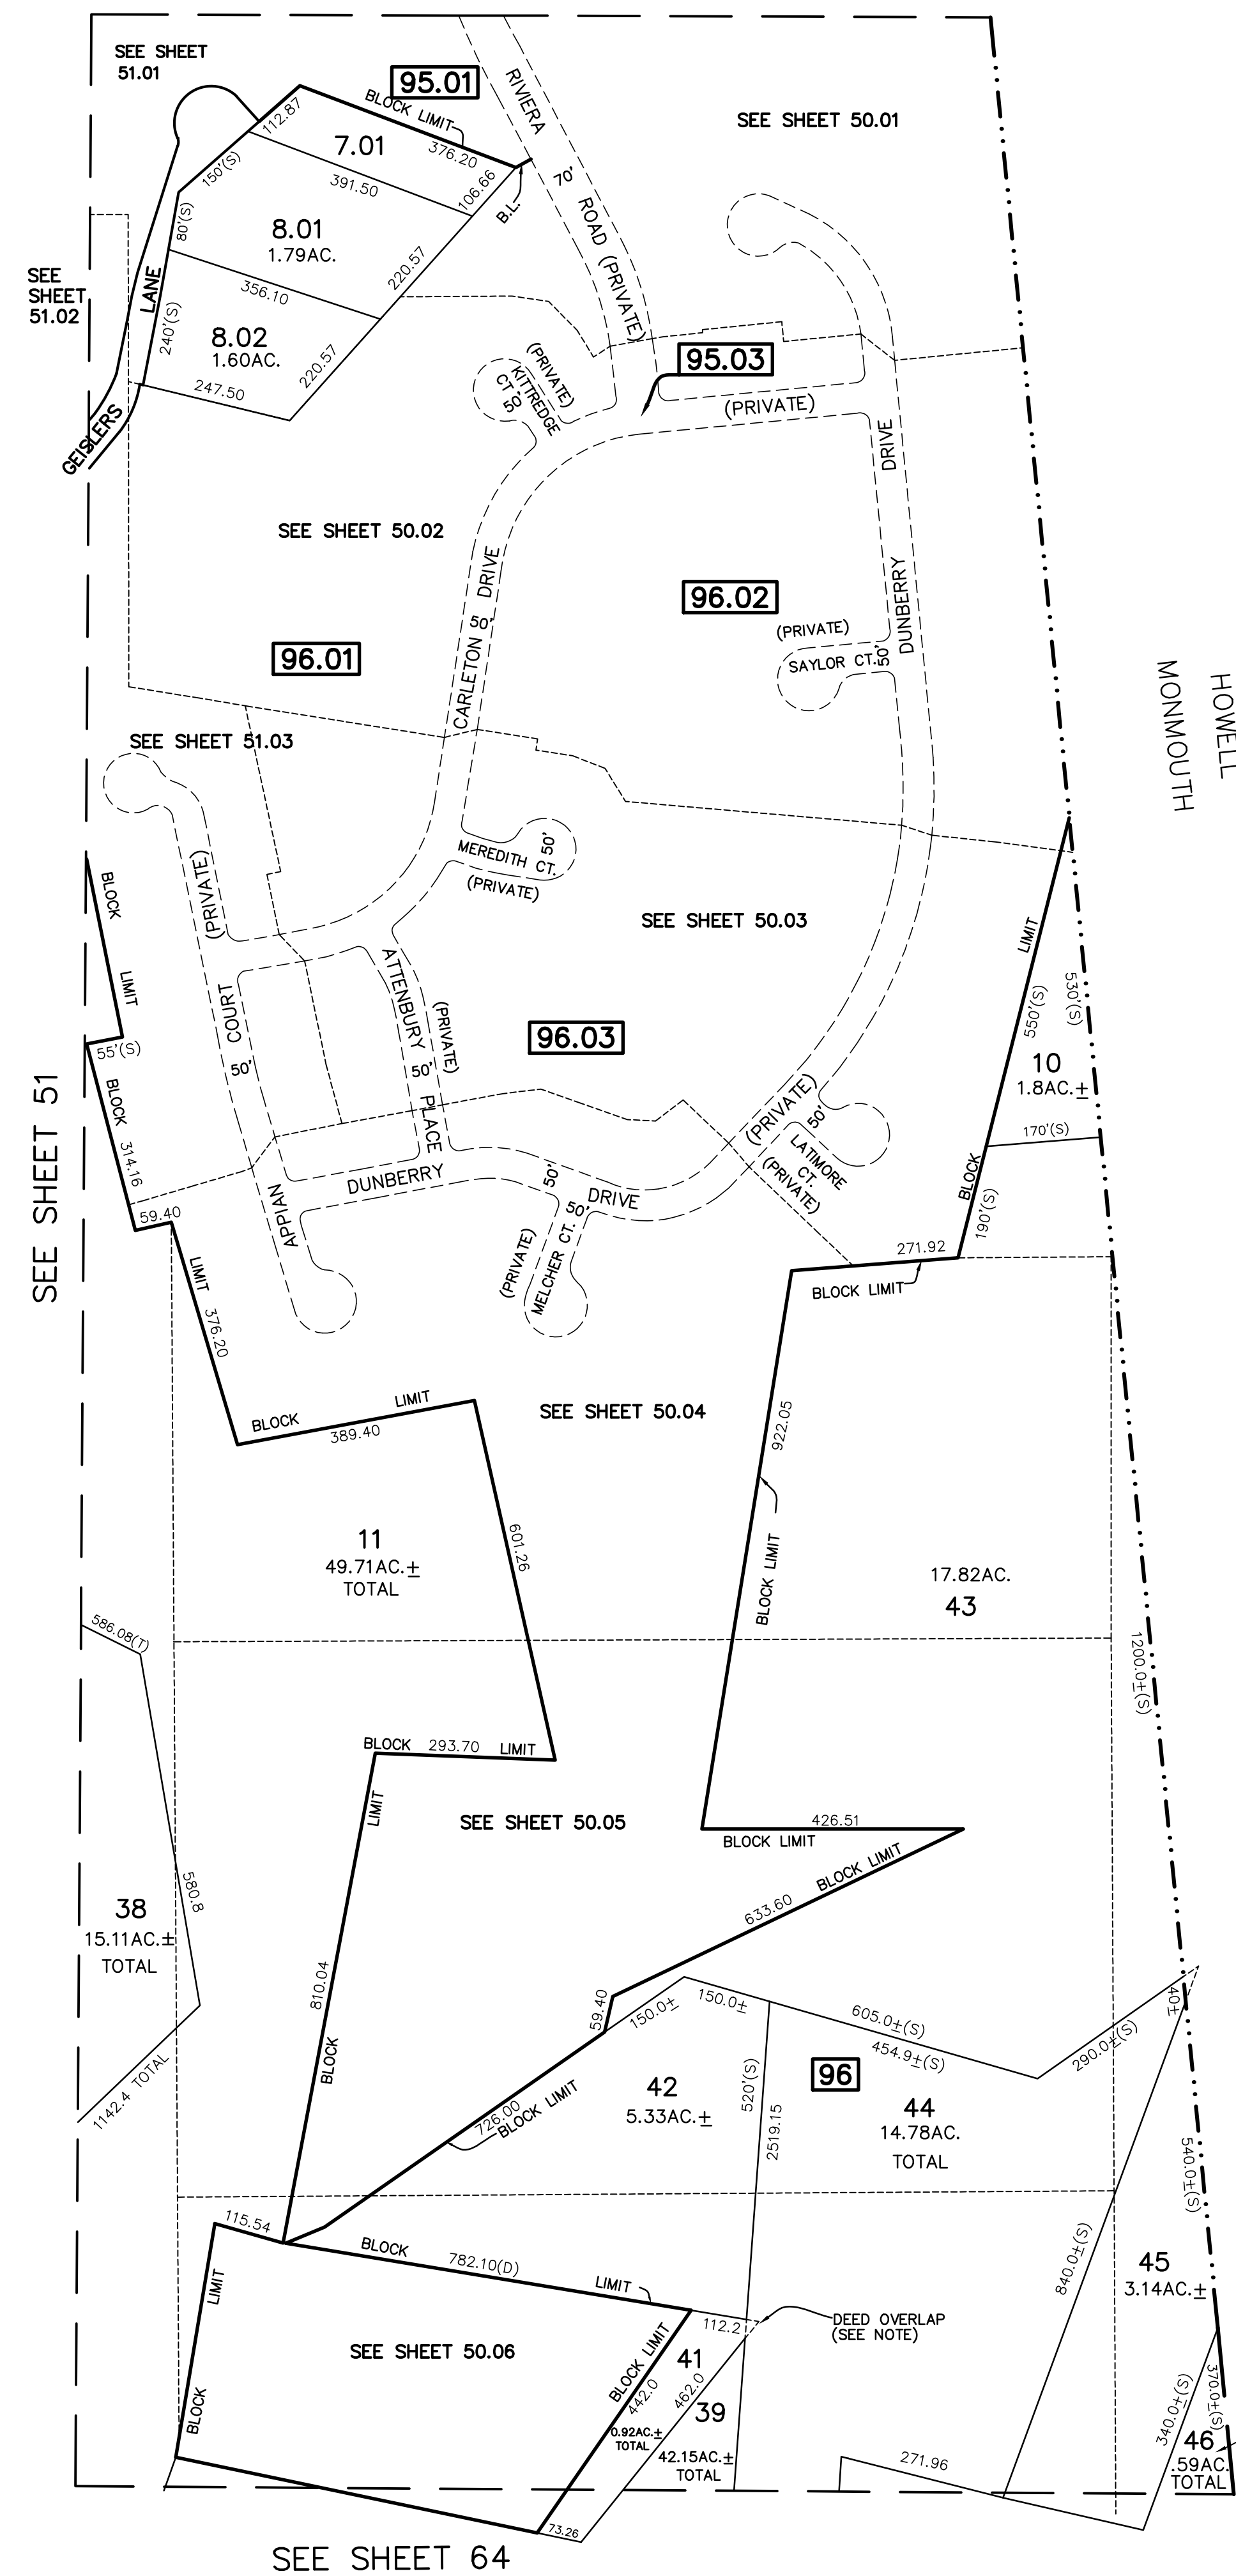 SEE SHEET
51.01
95.01
BLOCK LIMIT
RIVIERA
70'
ROAD (PRIVATE)
SEE SHEET 50.01
112.87
7.01
376.20
150'(S)
391.50
106.66
B.L.
80'(S)
8.01
1.79AC.
220.57
SEE
SHEET
51.02
LANE
356.10
240'(S)
8.02
1.60AC.
220.57
247.50
GEISLERS
(PRIVATE)
KITTREDGE
CT.
50'
95.03
(PRIVATE)
DRIVE
SEE SHEET 50.02
DRIVE
96.02
DUNBERRY
50'
(PRIVATE)
SAYLOR CT.
50'
96.01
CARLETON
HOWELL
MONMOUTH
SEE SHEET 51.03
MEREDITH CT.
50'
(PRIVATE)
BLOCK
LIMIT
(PRIVATE)
SEE SHEET 50.03
LIMIT
ATTENBURY
(PRIVATE)
COURT
550'(S)
530'(S)
96.03
55'(S)
50'
50'
10
1.8AC.±
SEE SHEET 51
BLOCK
314.16
PLACE
(PRIVATE)
50'
170'(S)
LATIMORE
CT.
(PRIVATE)
BLOCK
DUNBERRY
50'
DRIVE
190'(S)
59.40
APPIAN
50'
(PRIVATE)
MELCHER CT.
271.92
BLOCK LIMIT
LIMIT
376.20
LIMIT
BLOCK
389.40
SEE SHEET 50.04
922.05
11
49.71AC.±
TOTAL
601.26
BLOCK LIMIT
17.82AC.
43
586.08(T)
1200.0±(S)
BLOCK
293.70
LIMIT
LIMIT
SEE SHEET 50.05
426.51
BLOCK LIMIT
BLOCK LIMIT
633.60
580.8
38
15.11AC.±
TOTAL
810.04
59.40
150.0±
150.0±
605.0±(S)
454.9±(S)
40±
290.0±(S)
1142.4 TOTAL
BLOCK
96
42
5.33AC.±
520'(S)
2519.15
44
14.78AC.
TOTAL
726.00
BLOCK LIMIT
540.0±(S)
115.54
BLOCK
782.10(D)
LIMIT
840.0±(S)
45
3.14AC.±
LIMIT
112.2
DEED OVERLAP
(SEE NOTE)
SEE SHEET 50.06
BLOCK LIMIT
442.0
41
462.0
0.92AC.±
TOTAL
39
42.15AC.±
TOTAL
BLOCK
370.0±(S)
340.0±(S)
271.96
46
.59AC.
TOTAL
73.26
SEE SHEET 64